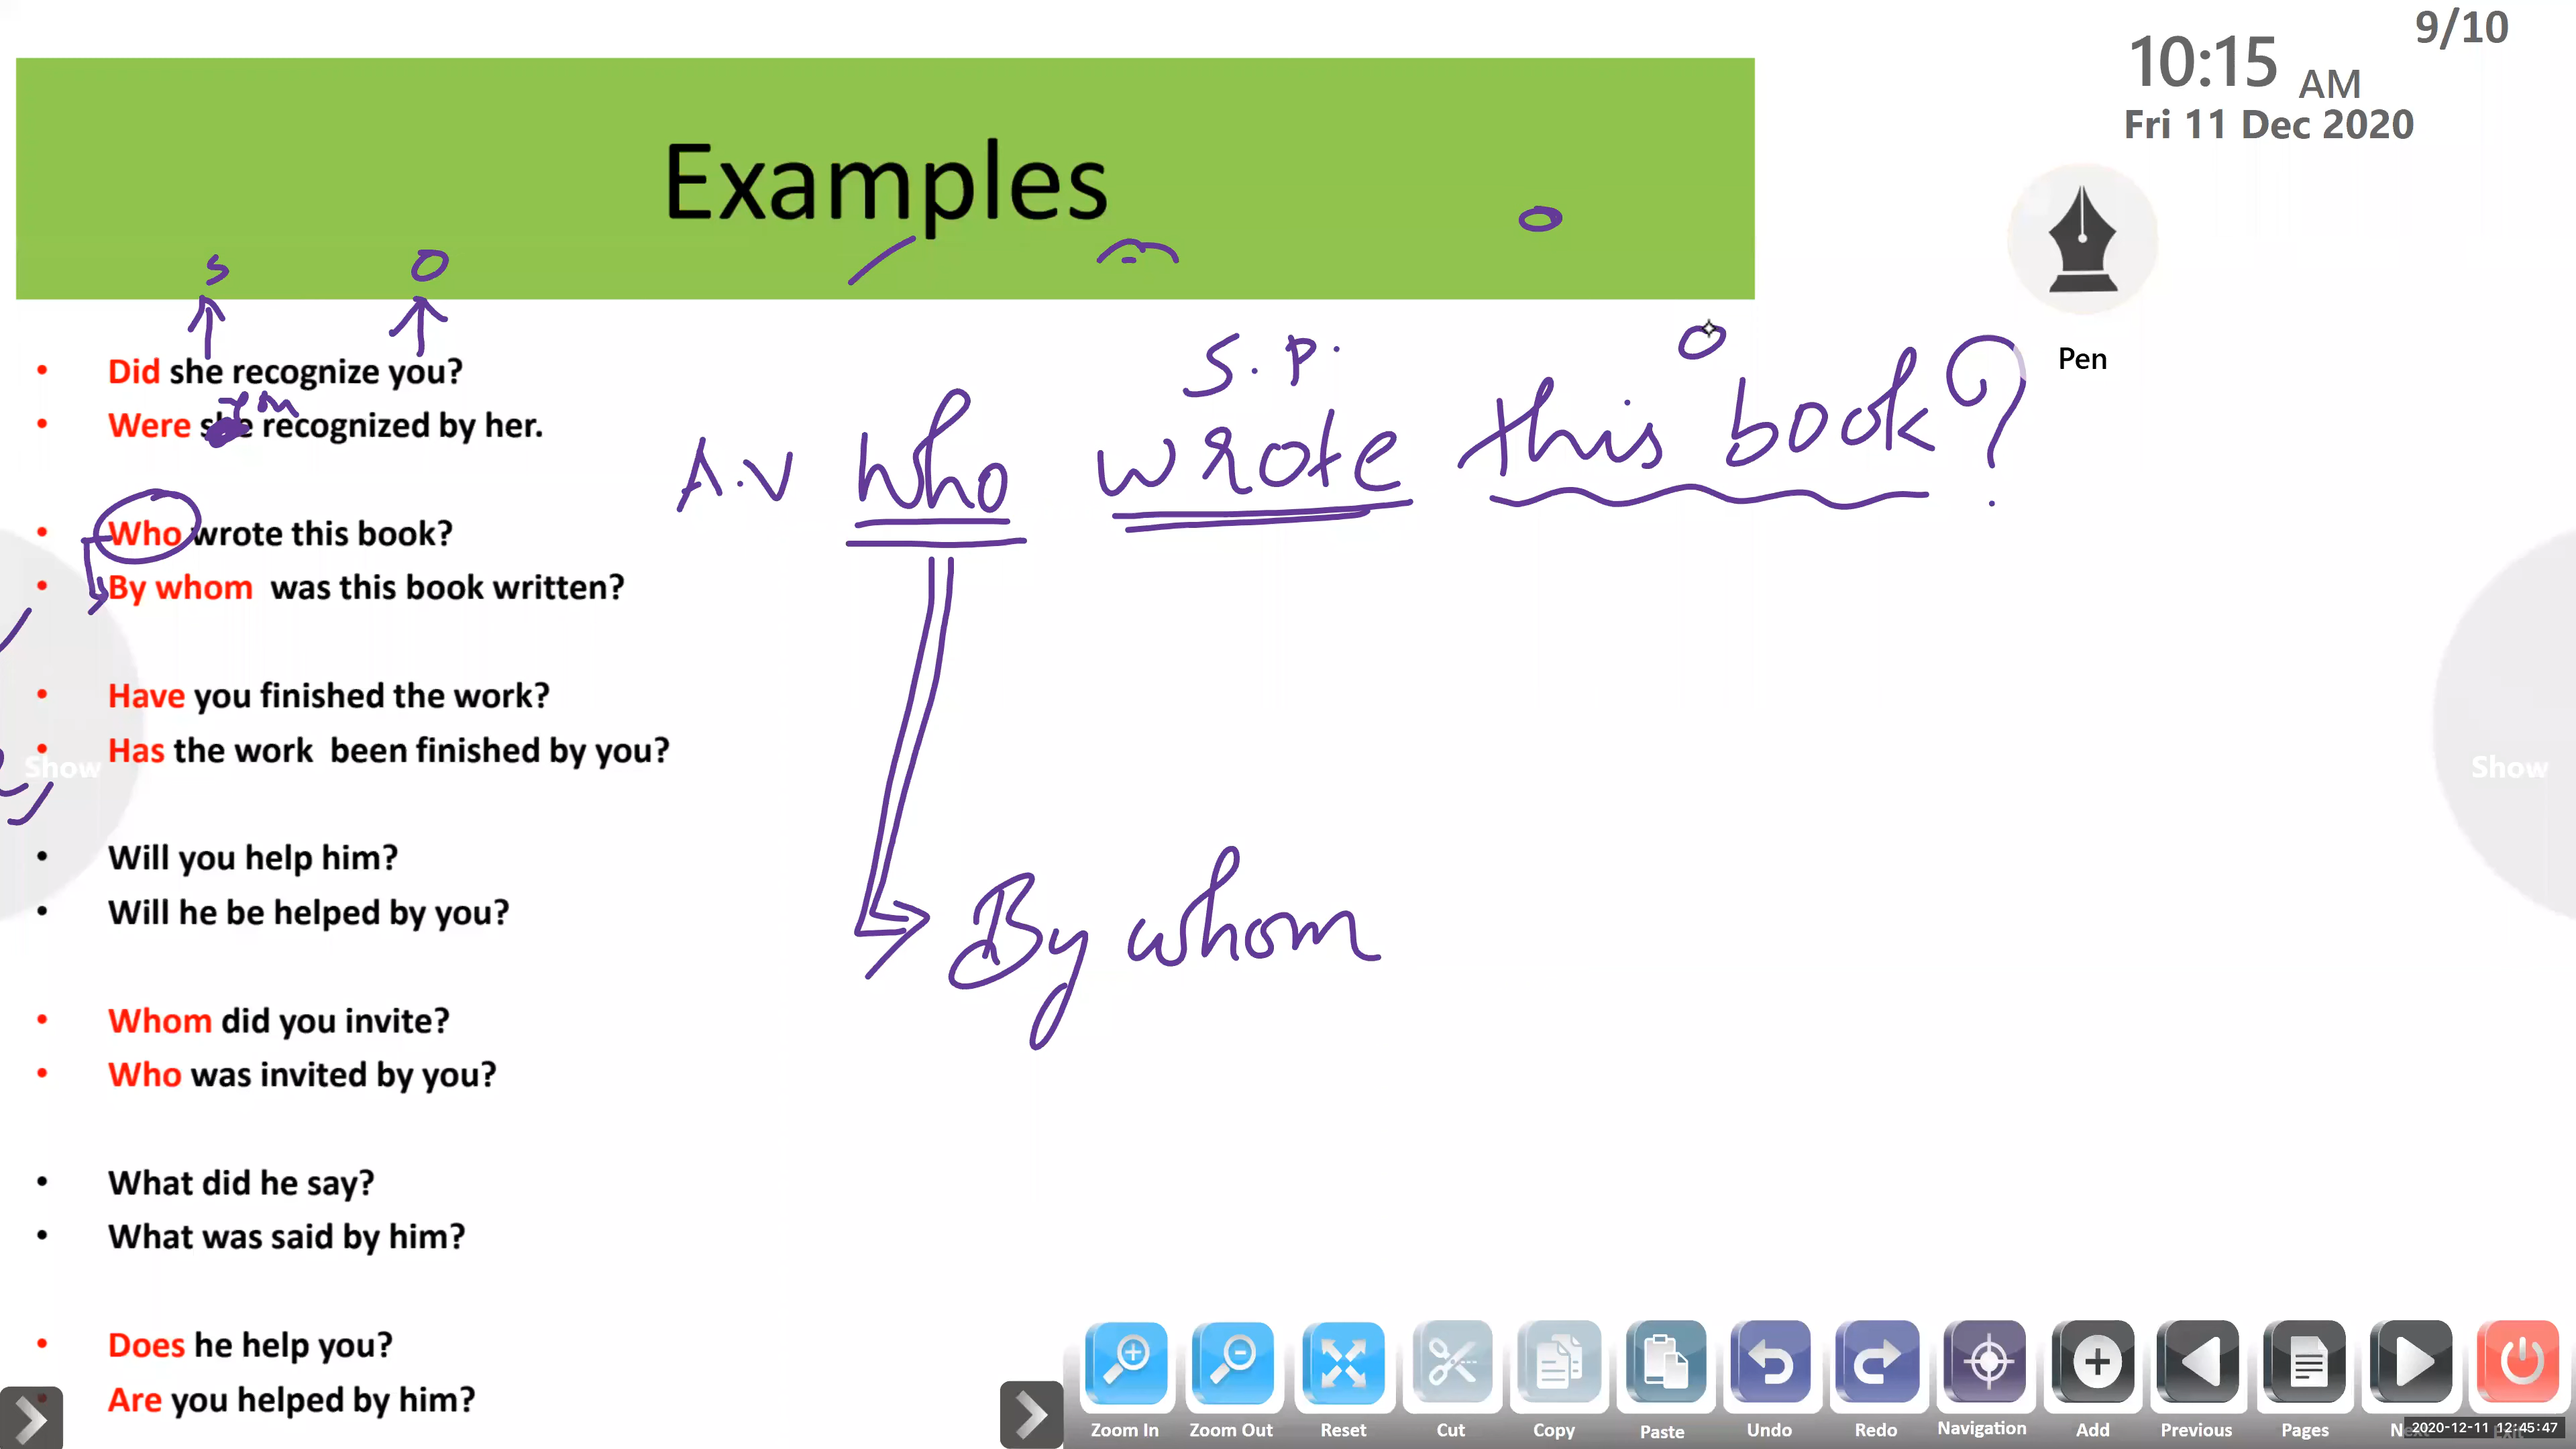 9/10
10:15 AM
Fri 11 Dec 2020
Examples
o
s o
Pen
Did she recognize you?
Were she recognized by her.
S.P. o
A.V Who wrote this book?
Who wrote this book?
By whom was this book written?
Have you finished the work?
Has the work been finished by you?
Show
Show
Will you help him?
Will he be helped by you?
By whom
Whom did you invite?
Who was invited by you?
What did he say?
What was said by him?
Does he help you?
Are you helped by him?
Zoom In Zoom Out Reset Cut Copy Paste Undo Redo Navigation Add Previous Pages
2020-12-11 12:45:47